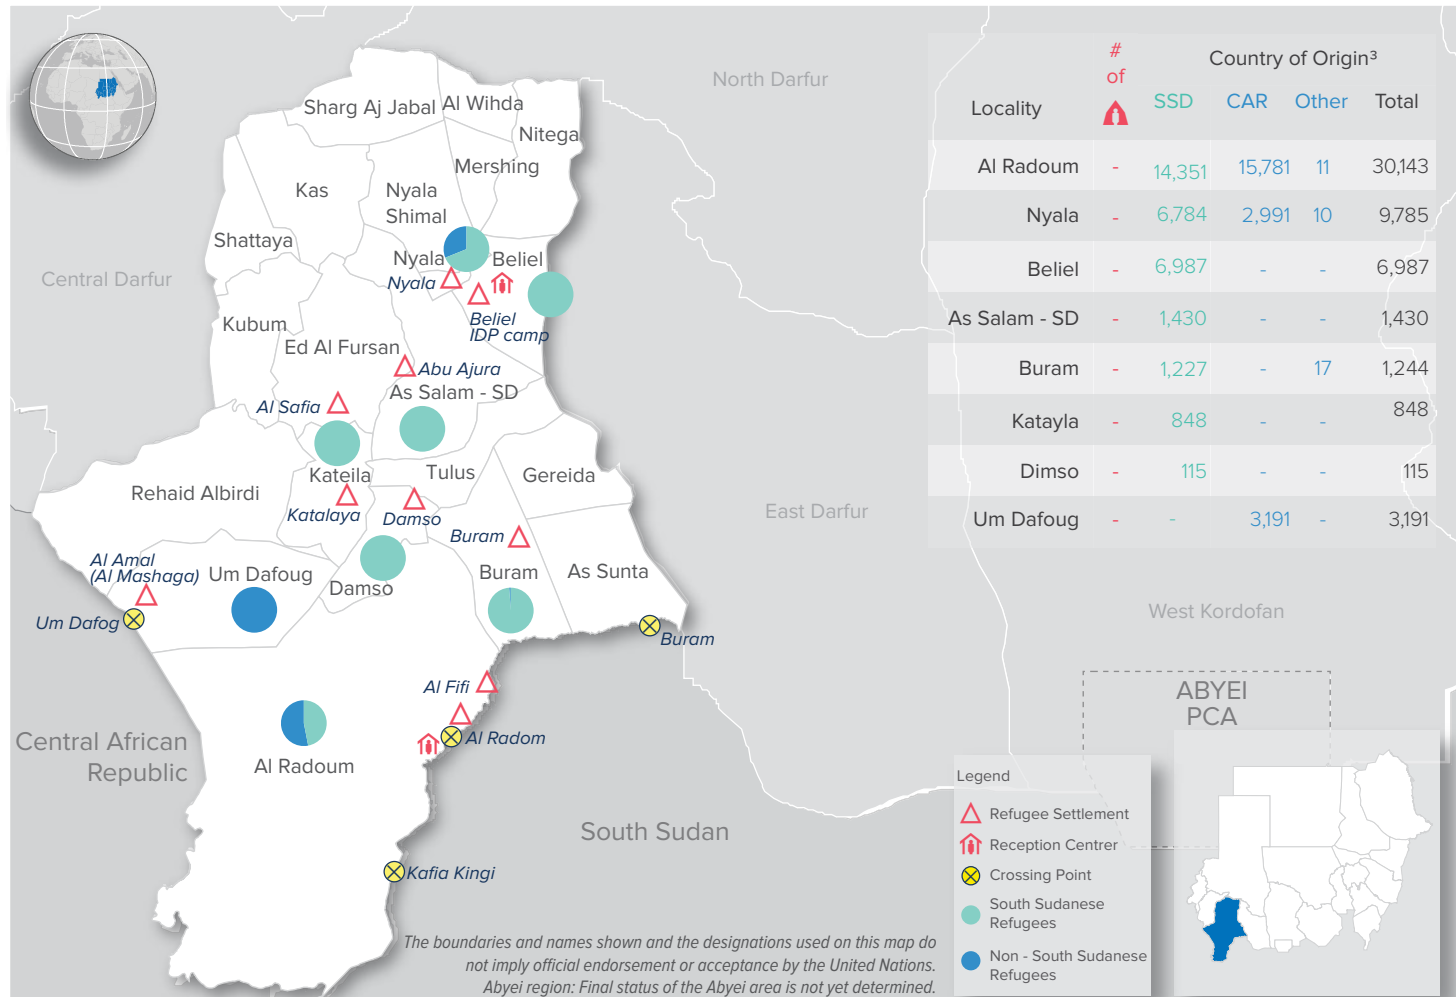 North Darfur
Sharg Aj Jabal
Al Wihda
Nitega
Mershing
Kas
Nyala
Shimal
Shattaya
Central Darfur
Nyala
Beliel
Nyala
Beliel
IDP camp
Kubum
Ed Al Fursan
Abu Ajura
As Salam - SD
Al Safia
Tulus
Gereida
Kateila
Rehaid Albirdi
Katalaya
Damso
East Darfur
Buram
Al Amal
(Al Mashaga)
Um Dafoug
Damso
Buram
As Sunta
West Kordofan
Um Dafog
Buram
Al Fifi
Al Radom
Central African
Republic
Al Radoum
South Sudan
Kafia Kingi
ABYEI
PCA
# of
Country of Origin³
Locality SSD CAR Other Total
Al Radoum - 14,351 15,781 11 30,143
Nyala - 6,784 2,991 10 9,785
Beliel - 6,987 - - 6,987
As Salam - SD - 1,430 - - 1,430
Buram - 1,227 - 17 1,244
Katayla - 848 - - 848
Dimso - 115 - - 115
Um Dafoug - - 3,191 - 3,191
Legend
Refugee Settlement
Reception Centrer
Crossing Point
South Sudanese
Refugees
Non - South Sudanese
Refugees
The boundaries and names shown and the designations used on this map do
not imply official endorsement or acceptance by the United Nations.
Abyei region: Final status of the Abyei area is not yet determined.